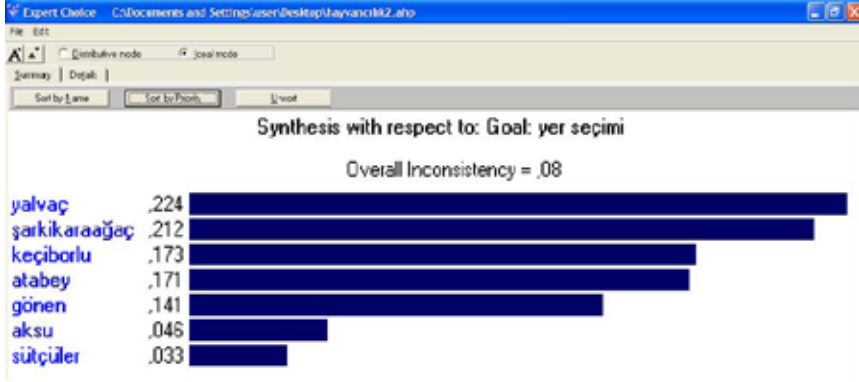 Expert Choice C:\Documents and Settings\user\Desktop\hayvancılık2.ahp
File Edit
Distributive mode Ideal mode
Summary Details
Sort by Name Sort by Priority Unsort
Synthesis with respect to: Goal: yer seçimi
Overall Inconsistency = ,08
yalvaç ,224
şarkikaraağaç ,212
keçiborlu ,173
atabey ,171
gönen ,141
aksu ,046
sütçüler ,033